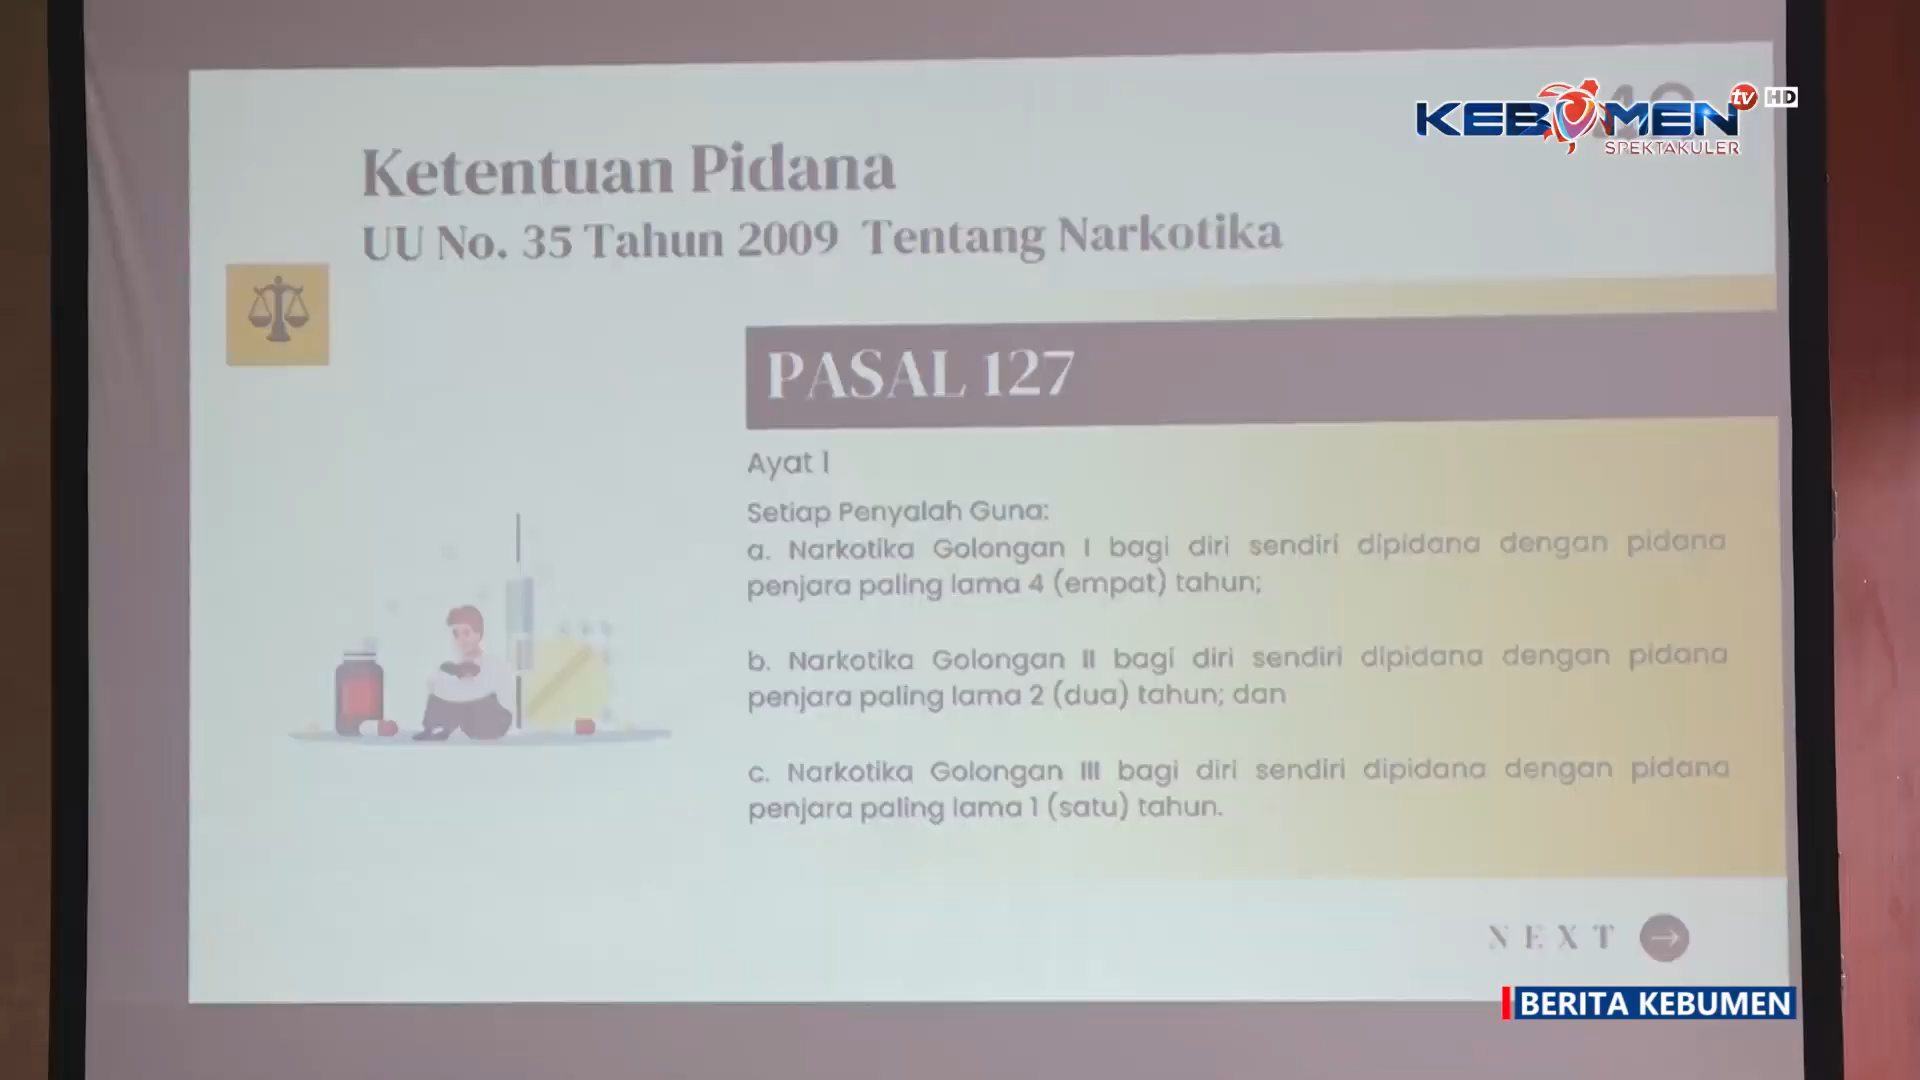 KEBUMEN tv HD
SPEKTAKULER
Ketentuan Pidana
UU No. 35 Tahun 2009 Tentang Narkotika
PASAL 127
Ayat 1
Setiap Penyalah Guna:
a. Narkotika Golongan I bagi diri sendiri dipidana dengan pidana
penjara paling lama 4 (empat) tahun;
b. Narkotika Golongan II bagi diri sendiri dipidana dengan pidana
penjara paling lama 2 (dua) tahun; dan
c. Narkotika Golongan III bagi diri sendiri dipidana dengan pidana
penjara paling lama 1 (satu) tahun.
NEXT
BERITA KEBUMEN